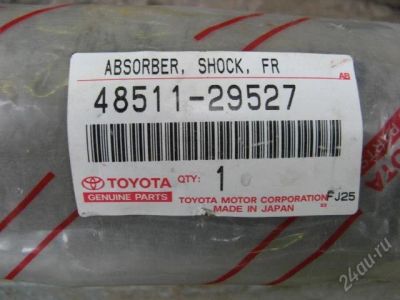 ABSORBER, SHOCK, FR
AB
48511-29527
TOYOTA
GENUINE PARTS
QTY: 1
TOYOTA MOTOR CORPORATION FJ25
MADE IN JAPAN
24au.ru